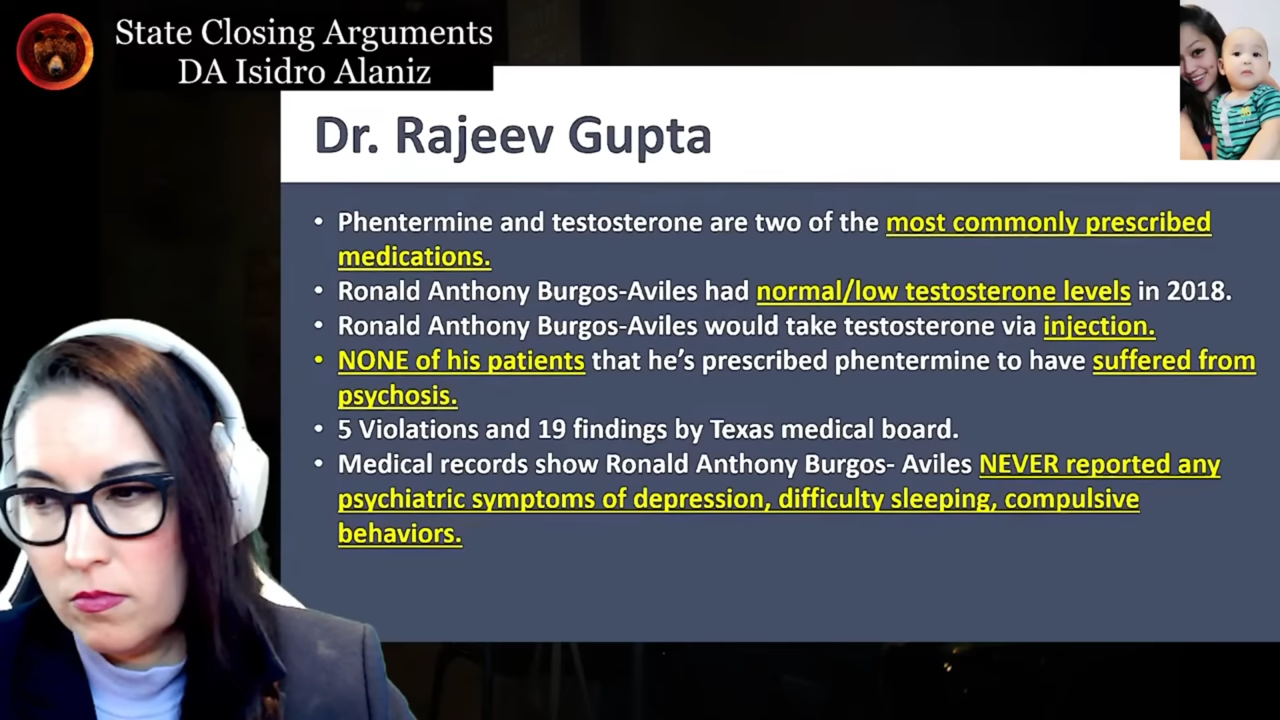 State Closing Arguments
DA Isidro Alaniz
Dr. Rajeev Gupta
• Phentermine and testosterone are two of the most commonly prescribed
medications.
• Ronald Anthony Burgos-Aviles had normal/low testosterone levels in 2018.
• Ronald Anthony Burgos-Aviles would take testosterone via injection.
• NONE of his patients that he's prescribed phentermine to have suffered from
psychosis.
• 5 Violations and 19 findings by Texas medical board.
• Medical records show Ronald Anthony Burgos- Aviles NEVER reported any
psychiatric symptoms of depression, difficulty sleeping, compulsive
behaviors.